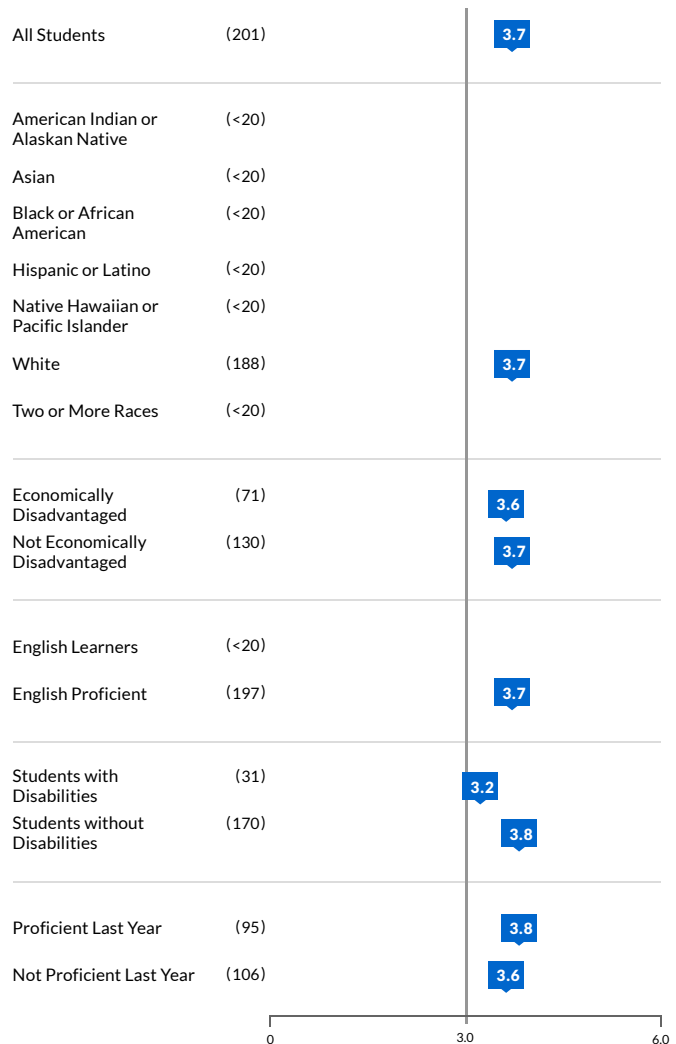 All Students (201) 3.7
American Indian or (<20)
Alaskan Native
Asian (<20)
Black or African (<20)
American
Hispanic or Latino (<20)
Native Hawaiian or (<20)
Pacific Islander
White (188) 3.7
Two or More Races (<20)
Economically (71) 3.6
Disadvantaged
Not Economically (130) 3.7
Disadvantaged
English Learners (<20)
English Proficient (197) 3.7
Students with (31) 3.2
Disabilities
Students without (170) 3.8
Disabilities
Proficient Last Year (95) 3.8
Not Proficient Last Year (106) 3.6
0 3.0 6.0